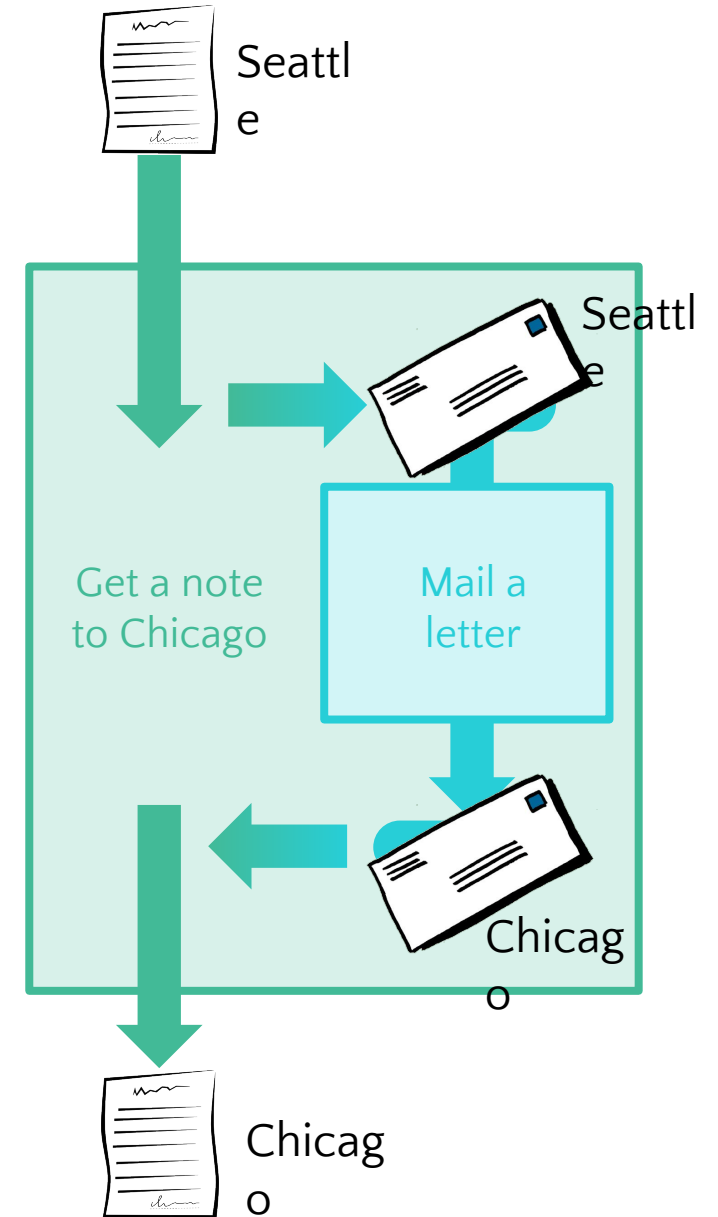 Seattl
e
Seattl
e
Get a note
to Chicago
Mail a
letter
Chicag
o
Chicag
o